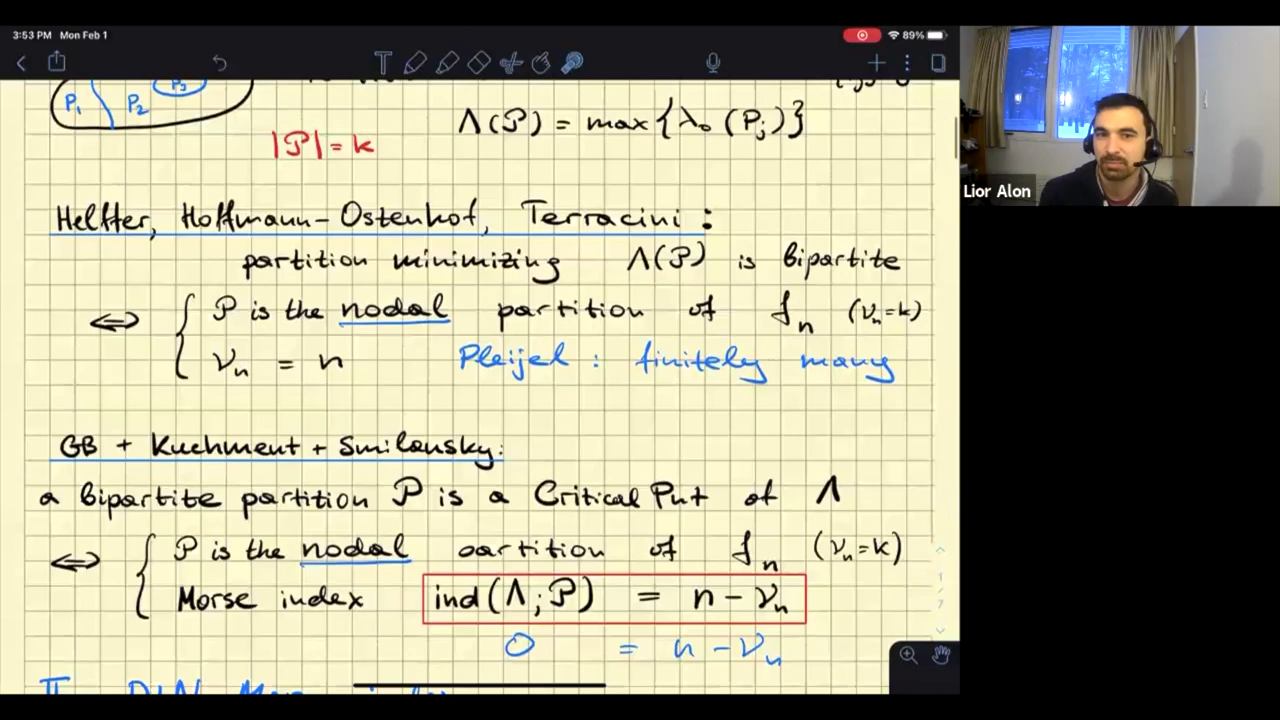 3:53 PM Mon Feb 1
89%
P₁ P₂ P₃
Λ(𝒫) = max{λ₀(Pⱼ)}
|𝒫| = k
Lior Alon
Helffer, Hoffmann-Ostenhof, Terracini:
partition minimizing Λ(𝒫) is bipartite
⟺ { 𝒫 is the nodal partition of fₙ (νₙ=k)
νₙ = n Pleijel: finitely many
GB + Kuchment + Smilansky:
a bipartite partition 𝒫 is a Critical Pnt of Λ
⟺ { 𝒫 is the nodal partition of fₙ (νₙ=k)
Morse index ind(Λ; 𝒫) = n - νₙ
0 = n - νₙ